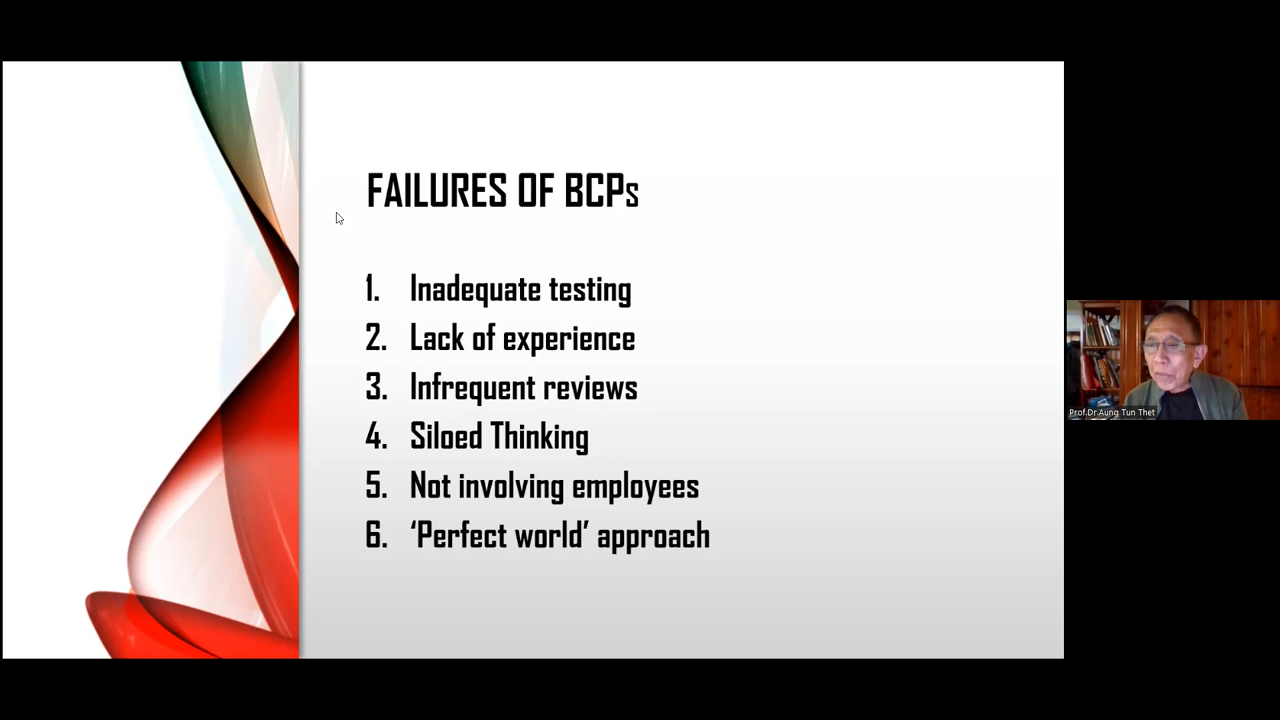 FAILURES OF BCPs
1. Inadequate testing
2. Lack of experience
3. Infrequent reviews
4. Siloed Thinking
5. Not involving employees
6. ‘Perfect world’ approach
Prof.Dr.Aung Tun Thet